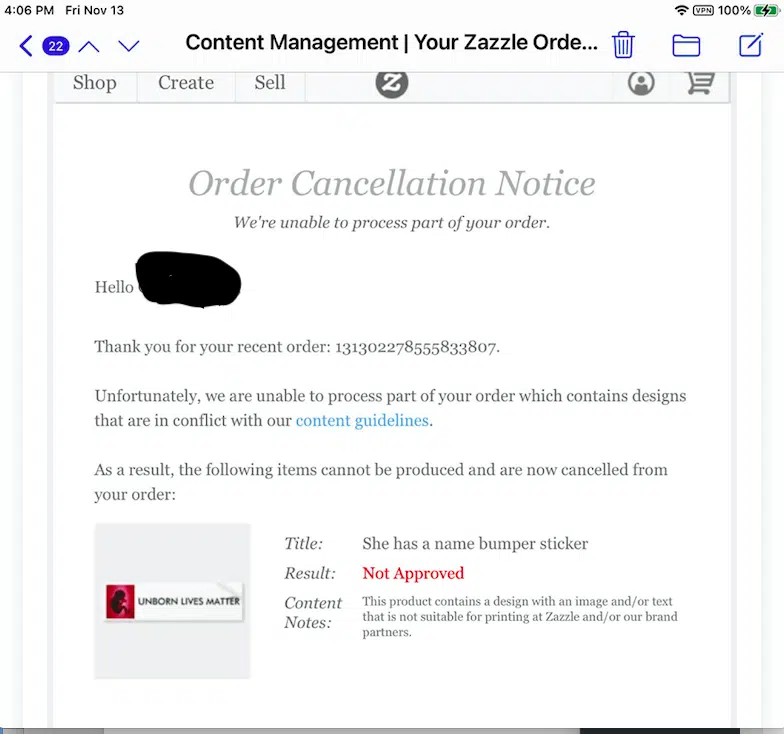 4:06 PM Fri Nov 13
VPN 100%
22
Content Management | Your Zazzle Orde...
Shop Create Sell Z
Order Cancellation Notice
We're unable to process part of your order.
Hello
Thank you for your recent order: 131302278555833807.
Unfortunately, we are unable to process part of your order which contains designs
that are in conflict with our content guidelines.
As a result, the following items cannot be produced and are now cancelled from
your order:
UNBORN LIVES MATTER
Title: She has a name bumper sticker
Result: Not Approved
Content Notes: This product contains a design with an image and/or text
that is not suitable for printing at Zazzle and/or our brand
partners.